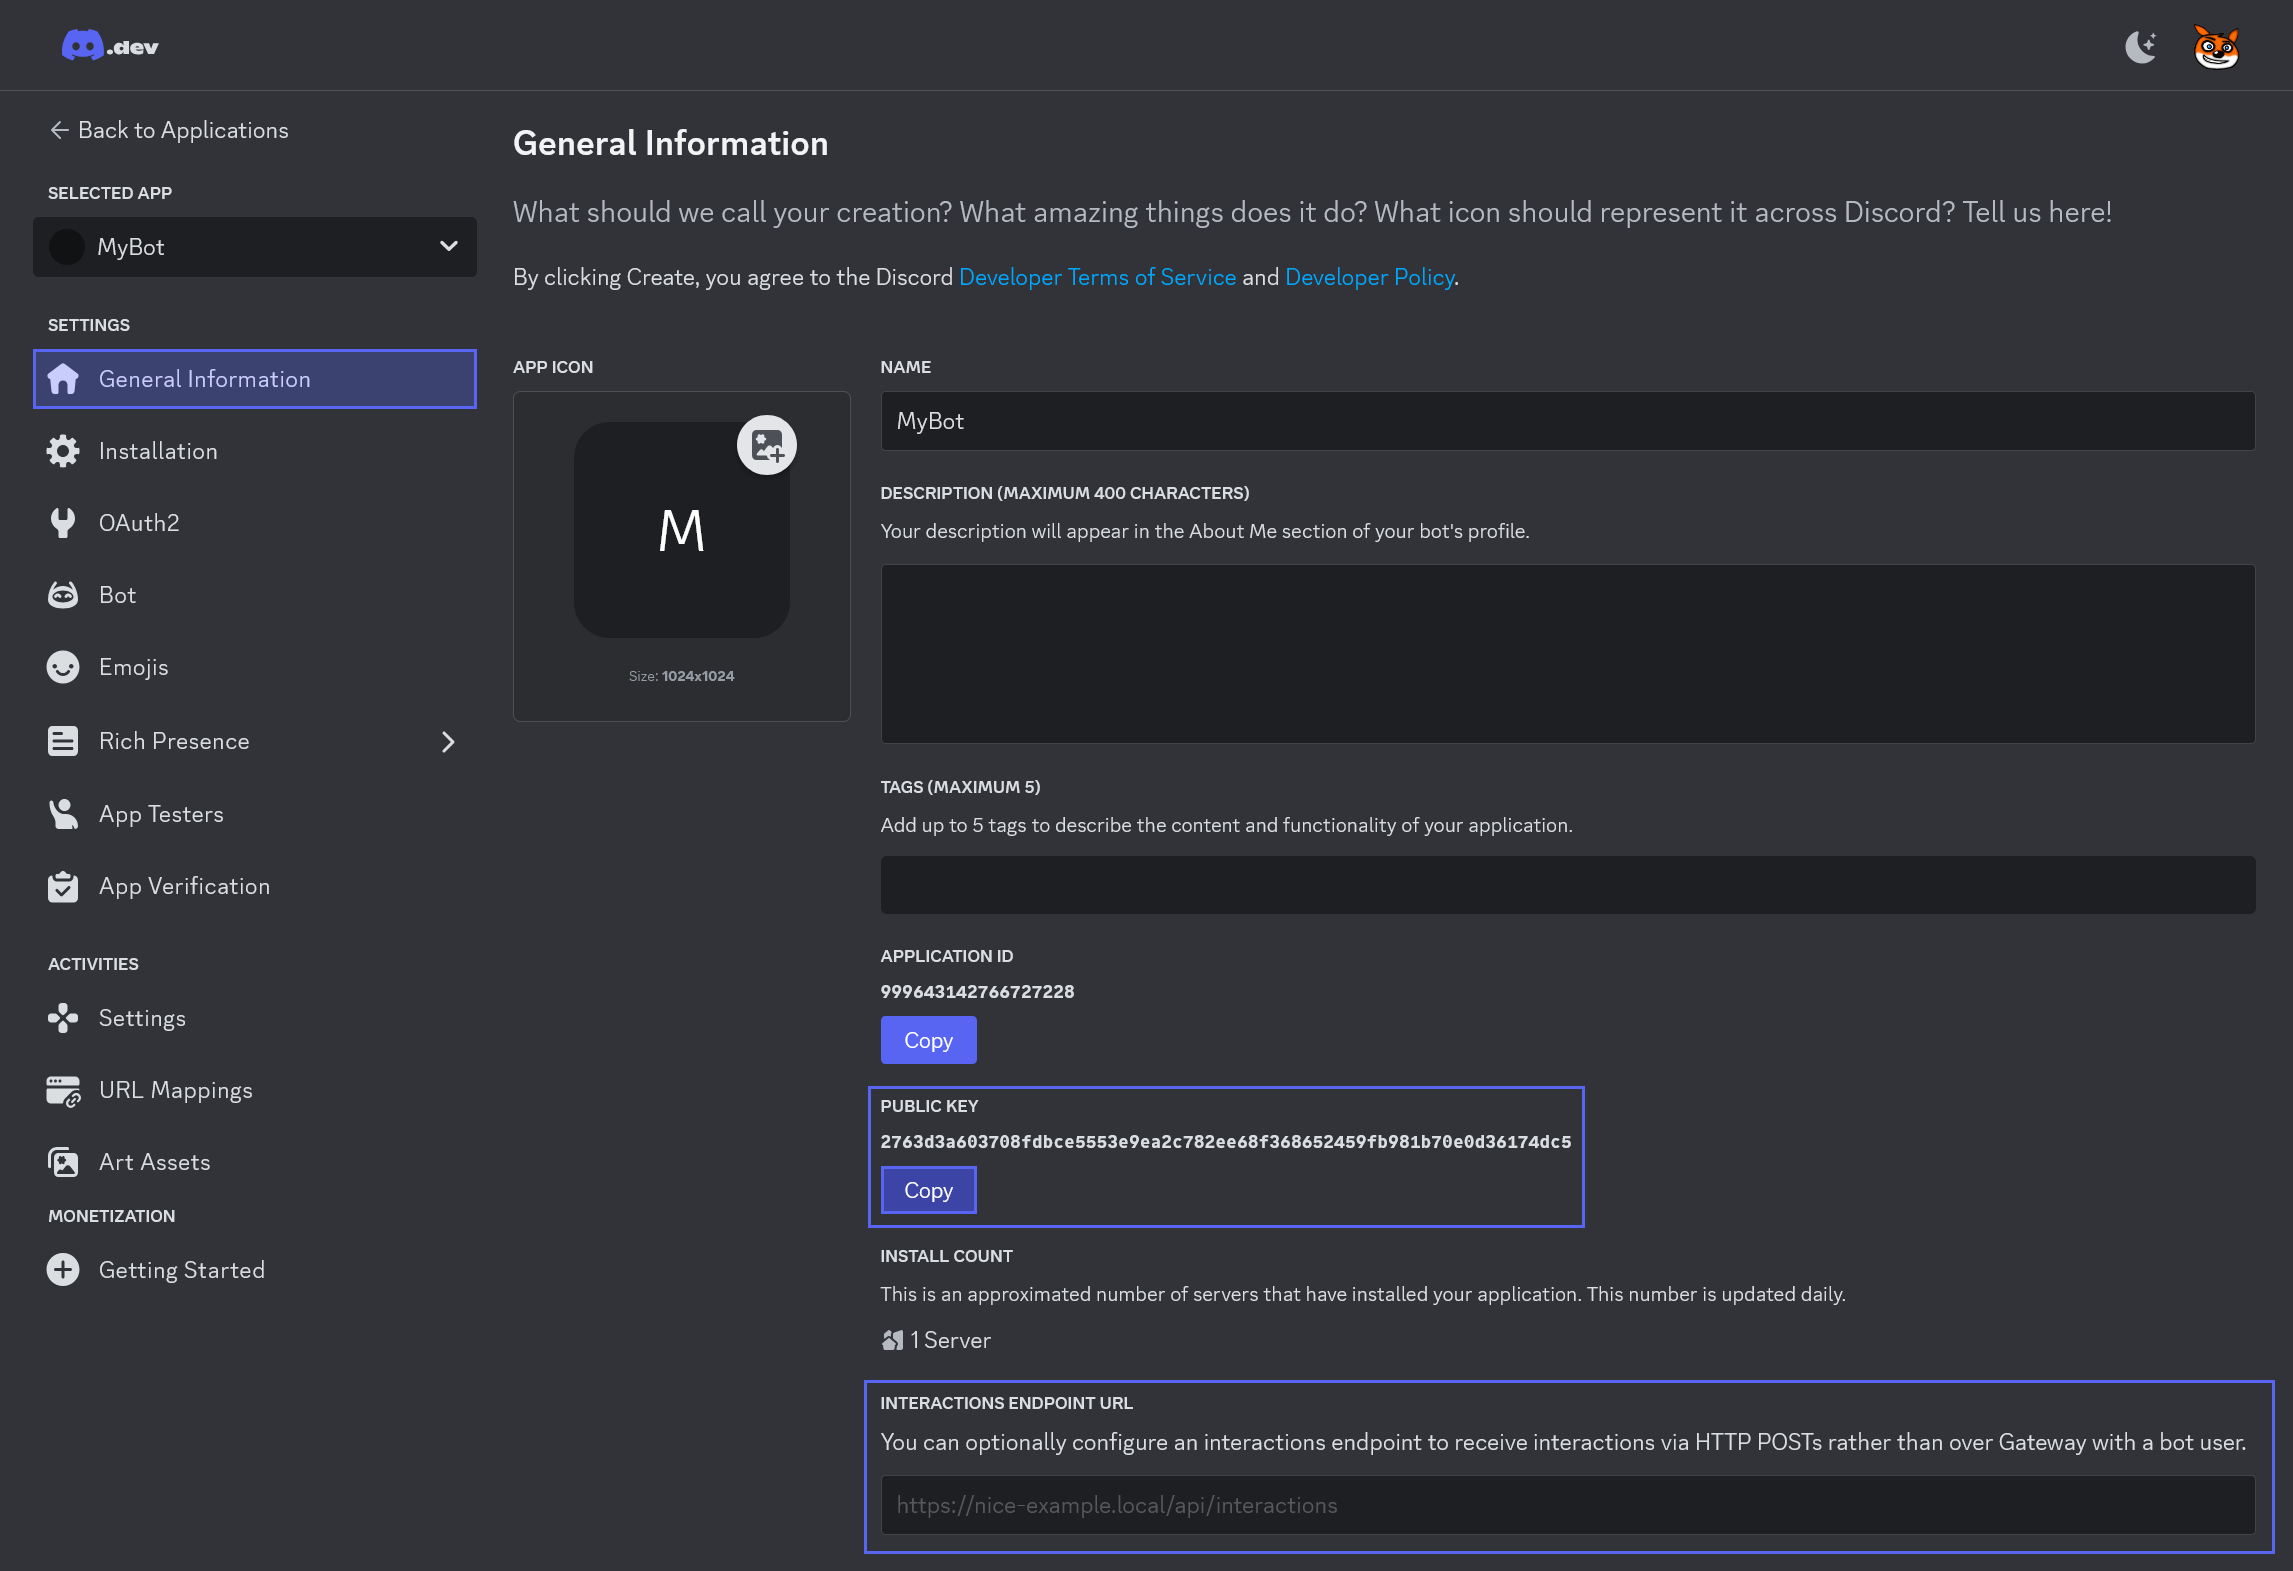 .dev
Back to Applications
SELECTED APP
MyBot
SETTINGS
General Information
Installation
OAuth2
Bot
Emojis
Rich Presence
App Testers
App Verification
ACTIVITIES
Settings
URL Mappings
Art Assets
MONETIZATION
Getting Started
General Information
What should we call your creation? What amazing things does it do? What icon should represent it across Discord? Tell us here!
By clicking Create, you agree to the Discord Developer Terms of Service and Developer Policy.
APP ICON
M
Size: 1024x1024
NAME
MyBot
DESCRIPTION (MAXIMUM 400 CHARACTERS)
Your description will appear in the About Me section of your bot's profile.
TAGS (MAXIMUM 5)
Add up to 5 tags to describe the content and functionality of your application.
APPLICATION ID
999643142766727228
Copy
PUBLIC KEY
2763d3a603708fdbce5553e9ea2c782ee68f368652459fb981b70e0d36174dc5
Copy
INSTALL COUNT
This is an approximated number of servers that have installed your application. This number is updated daily.
1 Server
INTERACTIONS ENDPOINT URL
You can optionally configure an interactions endpoint to receive interactions via HTTP POSTs rather than over Gateway with a bot user.
https://nice-example.local/api/interactions